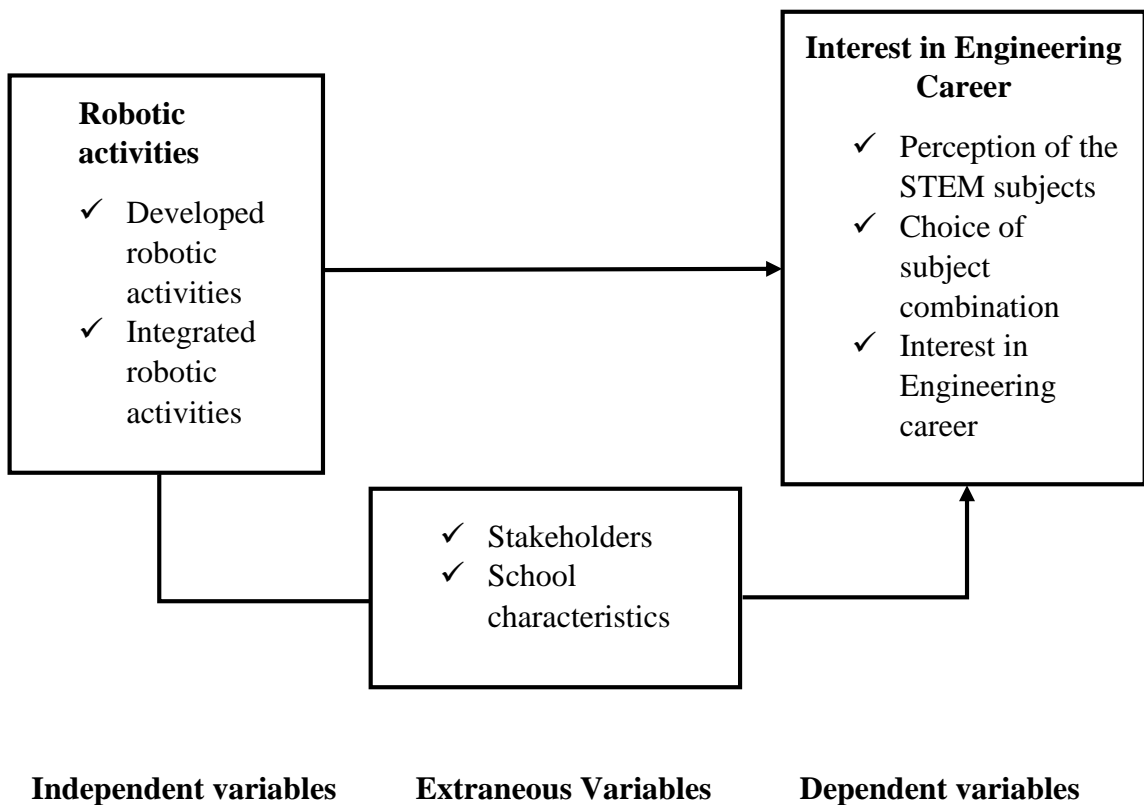 Robotic
activities
✓ Developed
robotic
activities
✓ Integrated
robotic
activities
Interest in Engineering
Career
✓ Perception of the
STEM subjects
✓ Choice of
subject
combination
✓ Interest in
Engineering
career
✓ Stakeholders
✓ School
characteristics
Independent variables
Extraneous Variables
Dependent variables